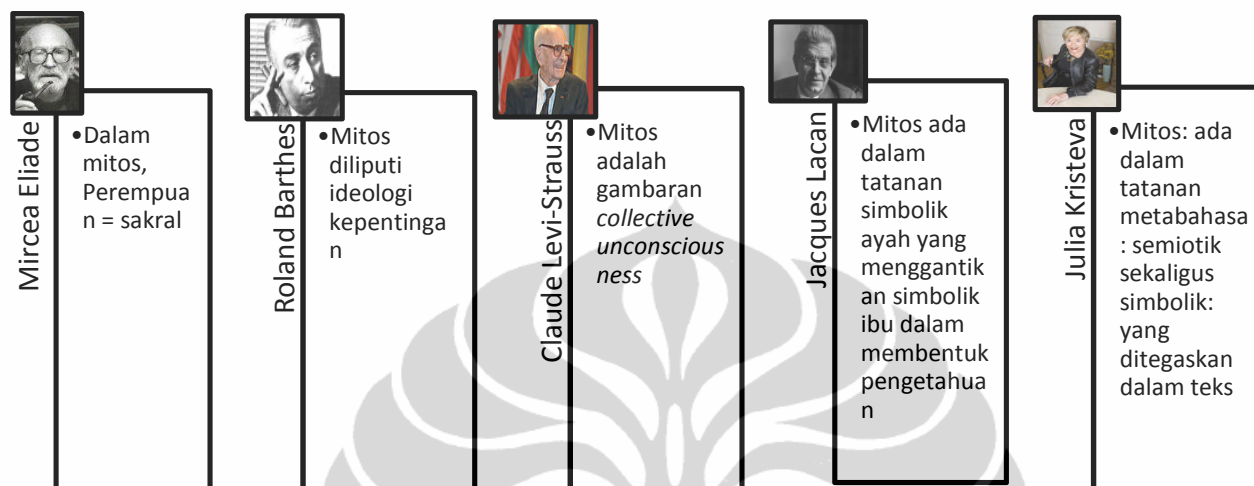 Mircea Eliade
•Dalam
mitos,
Perempua
n = sakral
Roland Barthes
•Mitos
diliputi
ideologi
kepentinga
n
Claude Levi-Strauss
•Mitos
adalah
gambaran
collective
unconscious
ness
Jacques Lacan
•Mitos ada
dalam
tatanan
simbolik
ayah yang
menggantik
an simbolik
ibu dalam
membentuk
pengetahua
n
Julia Kristeva
•Mitos: ada
dalam
tatanan
metabahasa
: semiotik
sekaligus
simbolik:
yang
ditegaskan
dalam teks